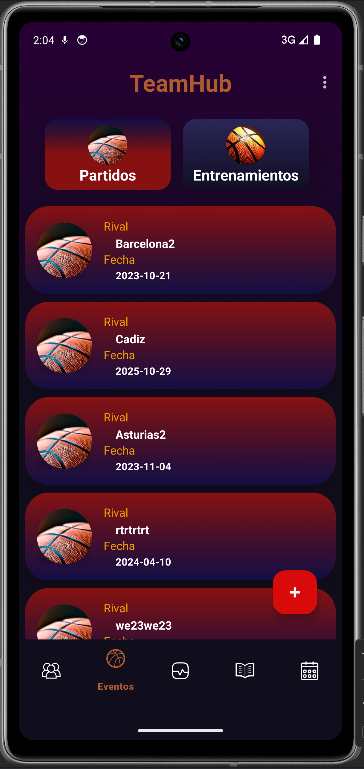 2:04
3G
TeamHub
Partidos
Entrenamientos
Rival
Barcelona2
Fecha
2023-10-21
Rival
Cadiz
Fecha
2025-10-29
Rival
Asturias2
Fecha
2023-11-04
Rival
rtrtrtrt
Fecha
2024-04-10
Rival
we23we23
+
Eventos